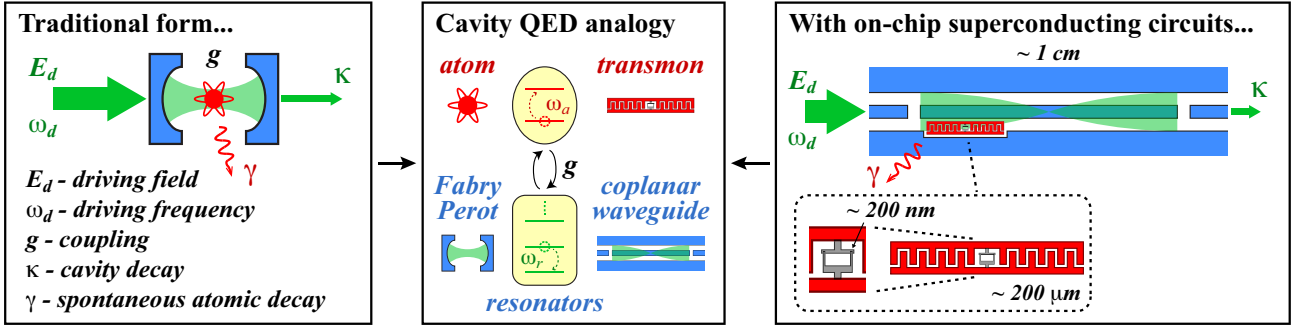 Traditional form...
g
E_d
κ
ω_d
γ
E_d - driving field
ω_d - driving frequency
g - coupling
κ - cavity decay
γ - spontaneous atomic decay
Cavity QED analogy
atom
transmon
ω_a
g
Fabry
Perot
coplanar
waveguide
ω_r
resonators
With on-chip superconducting circuits...
~ 1 cm
E_d
κ
ω_d
γ
~ 200 nm
~ 200 μm